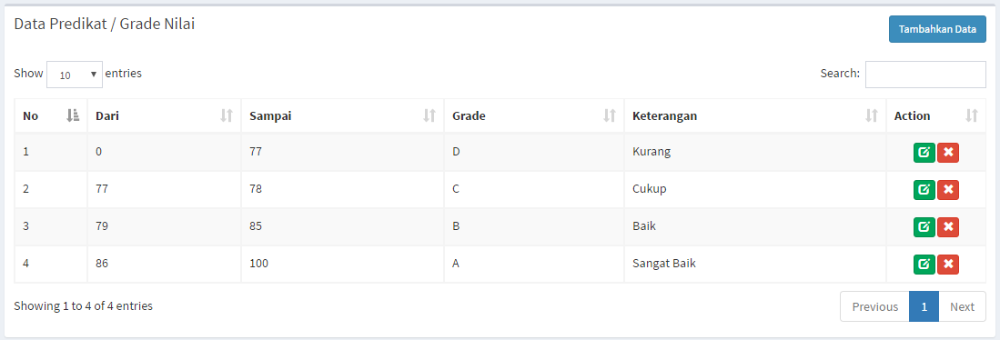 Data Predikat / Grade Nilai
Tambahkan Data
Show 10 entries Search:
No Dari Sampai Grade Keterangan Action
1 0 77 D Kurang
2 77 78 C Cukup
3 79 85 B Baik
4 86 100 A Sangat Baik
Showing 1 to 4 of 4 entries Previous 1 Next